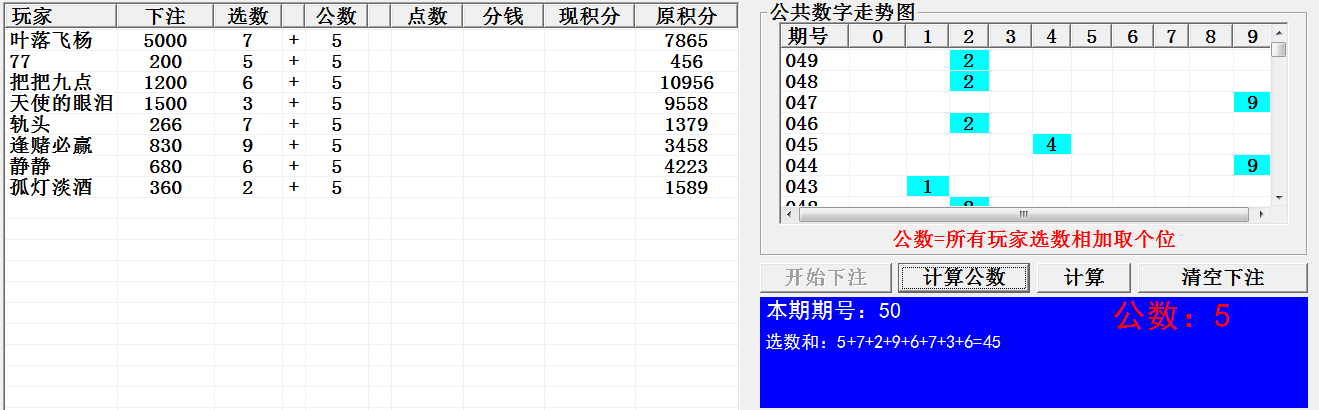 玩家 下注 选数 公数 点数 分钱 现积分 原积分
叶落飞杨 5000 7 + 5 7865
77 200 5 + 5 456
把把九点 1200 6 + 5 10956
天使的眼泪 1500 3 + 5 9558
轨头 266 7 + 5 1379
逢赌必赢 830 9 + 5 3458
静静 680 6 + 5 4223
孤灯淡酒 360 2 + 5 1589
公共数字走势图
期号 0 1 2 3 4 5 6 7 8 9
049 2
048 2
047 9
046 2
045 4
044 9
043 1
公数=所有玩家选数相加取个位
开始下注 计算公数 计算 清空下注
本期期号：50
公数：5
选数和：5+7+2+9+6+7+3+6=45